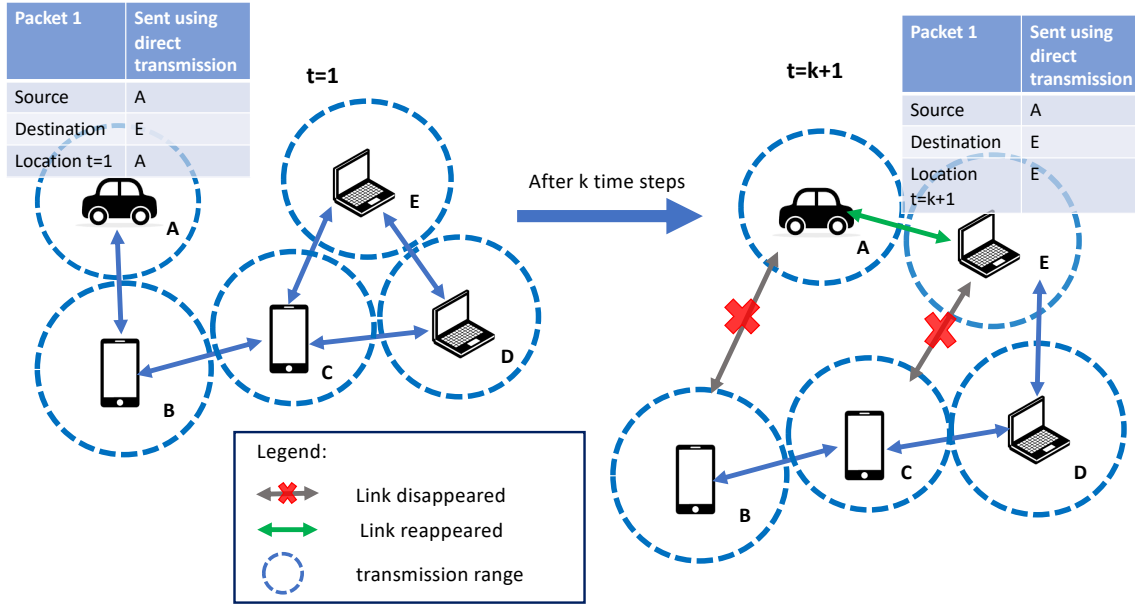 Packet 1
Sent using
direct
transmission
Source
A
Destination
E
Location t=1
A
t=1
A
E
B
C
D
After k time steps
t=k+1
Packet 1
Sent using
direct
transmission
Source
A
Destination
E
Location
t=k+1
E
A
E
B
C
D
Legend:
Link disappeared
Link reappeared
transmission range